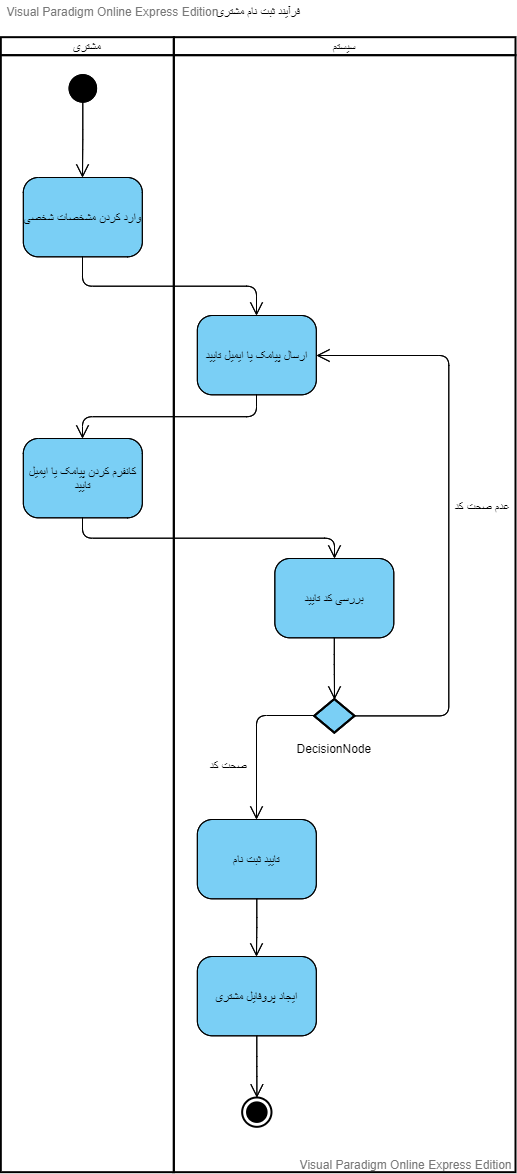 Visual Paradigm Online Express Edition فرآیند ثبت نام مشتری
مشتری
سیستم
وارد کردن مشخصات شخصی
ارسال پیامک یا ایمیل تایید
کانفرم کردن پیامک یا ایمیل
تایید
عدم صحت کد
بررسی کد تایید
DecisionNode
صحت کد
تایید ثبت نام
ایجاد پروفایل مشتری
Visual Paradigm Online Express Edition